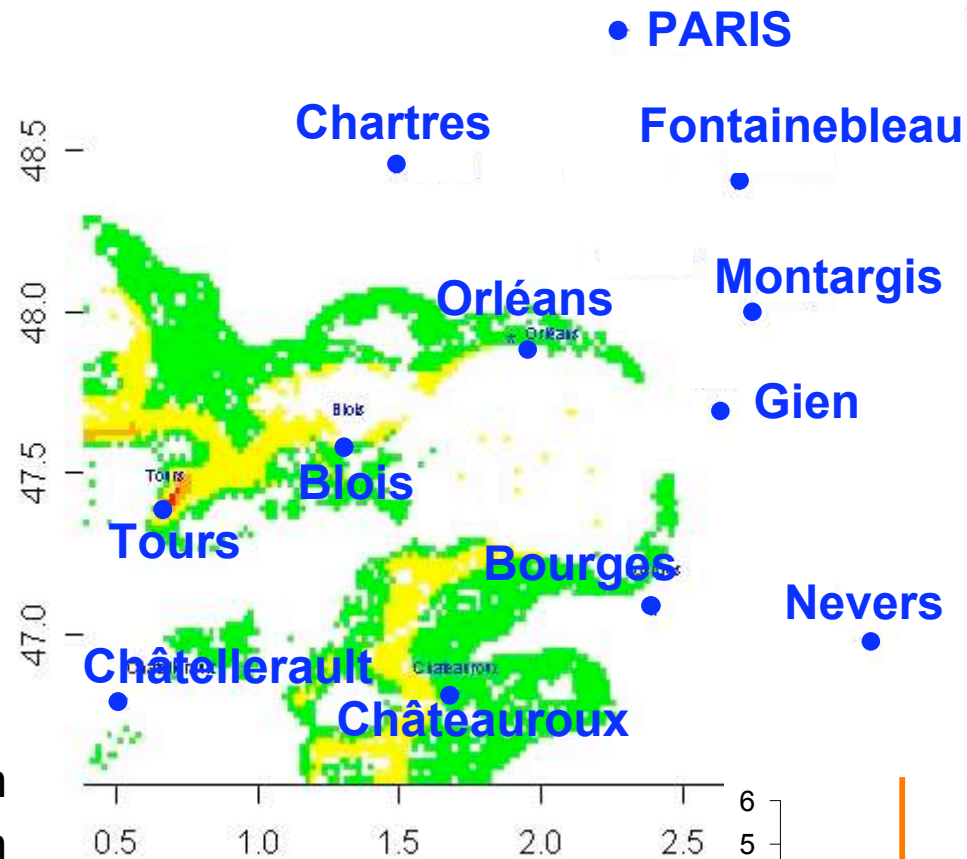 PARIS
Chartres
Fontainebleau
48.5
Montargis
Orléans
48.0
Orléans
Gien
Blois
47.5
Tours
Blois
Tours
Bourges
Nevers
47.0
Châtellerault
Chateauroux
Châteauroux
6
5
0.5 1.0 1.5 2.0 2.5